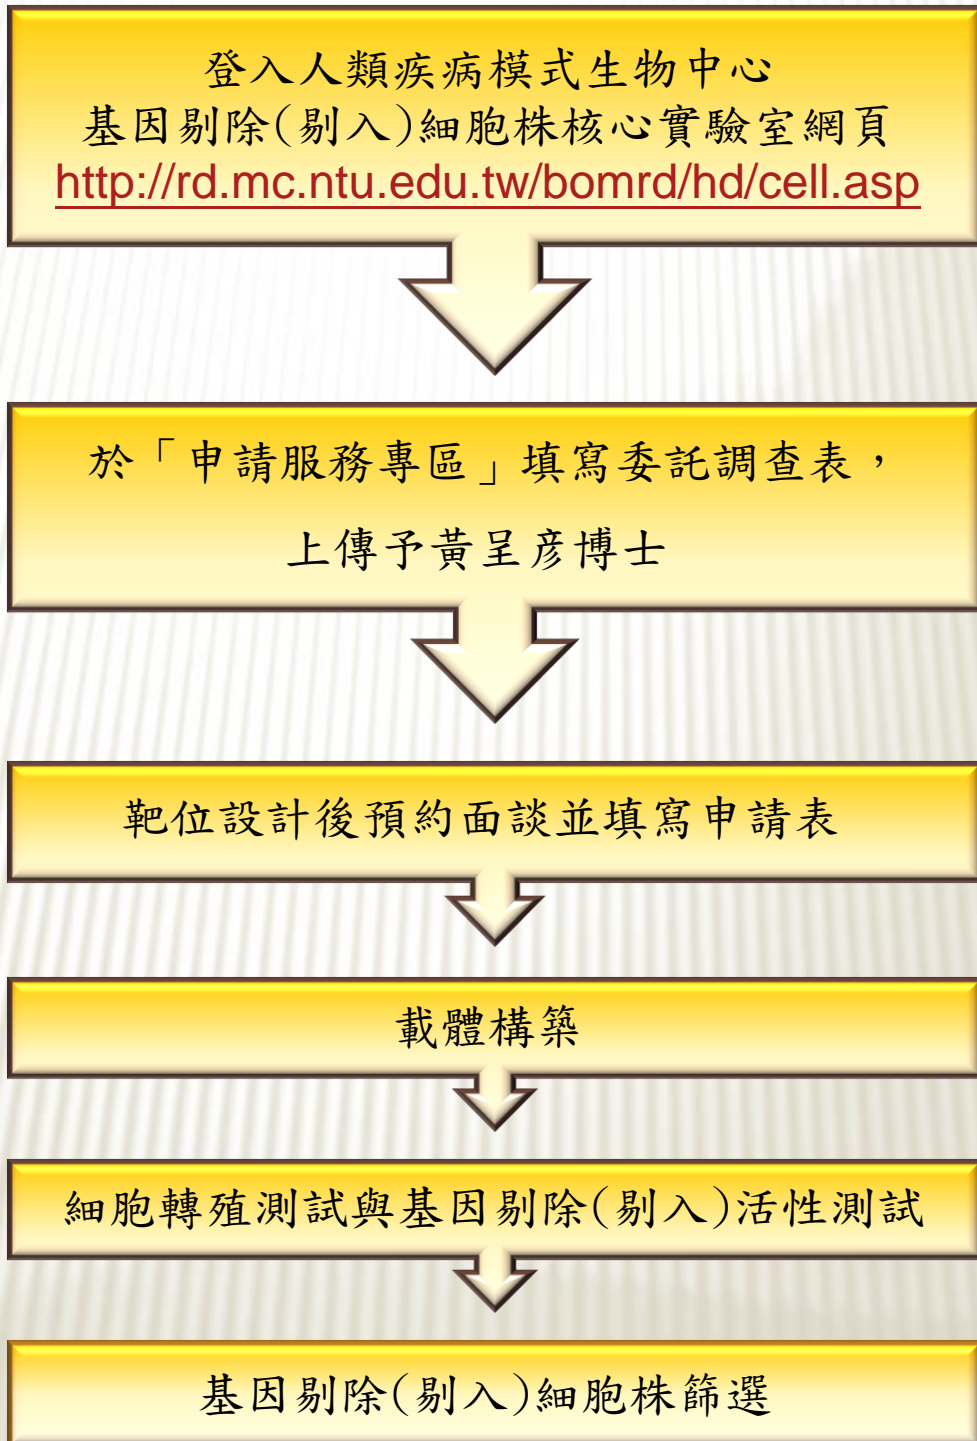 登入人類疾病模式生物中心
基因剔除(剔入)細胞株核心實驗室網頁
http://rd.mc.ntu.edu.tw/bomrd/hd/cell.asp
於「申請服務專區」填寫委託調查表，
上傳予黃呈彥博士
靶位設計後預約面談並填寫申請表
載體構築
細胞轉殖測試與基因剔除(剔入)活性測試
基因剔除(剔入)細胞株篩選